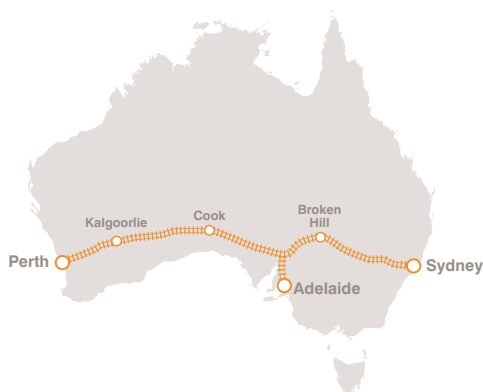 Broken
Hill
Cook
Kalgoorlie
Perth
Sydney
Adelaide